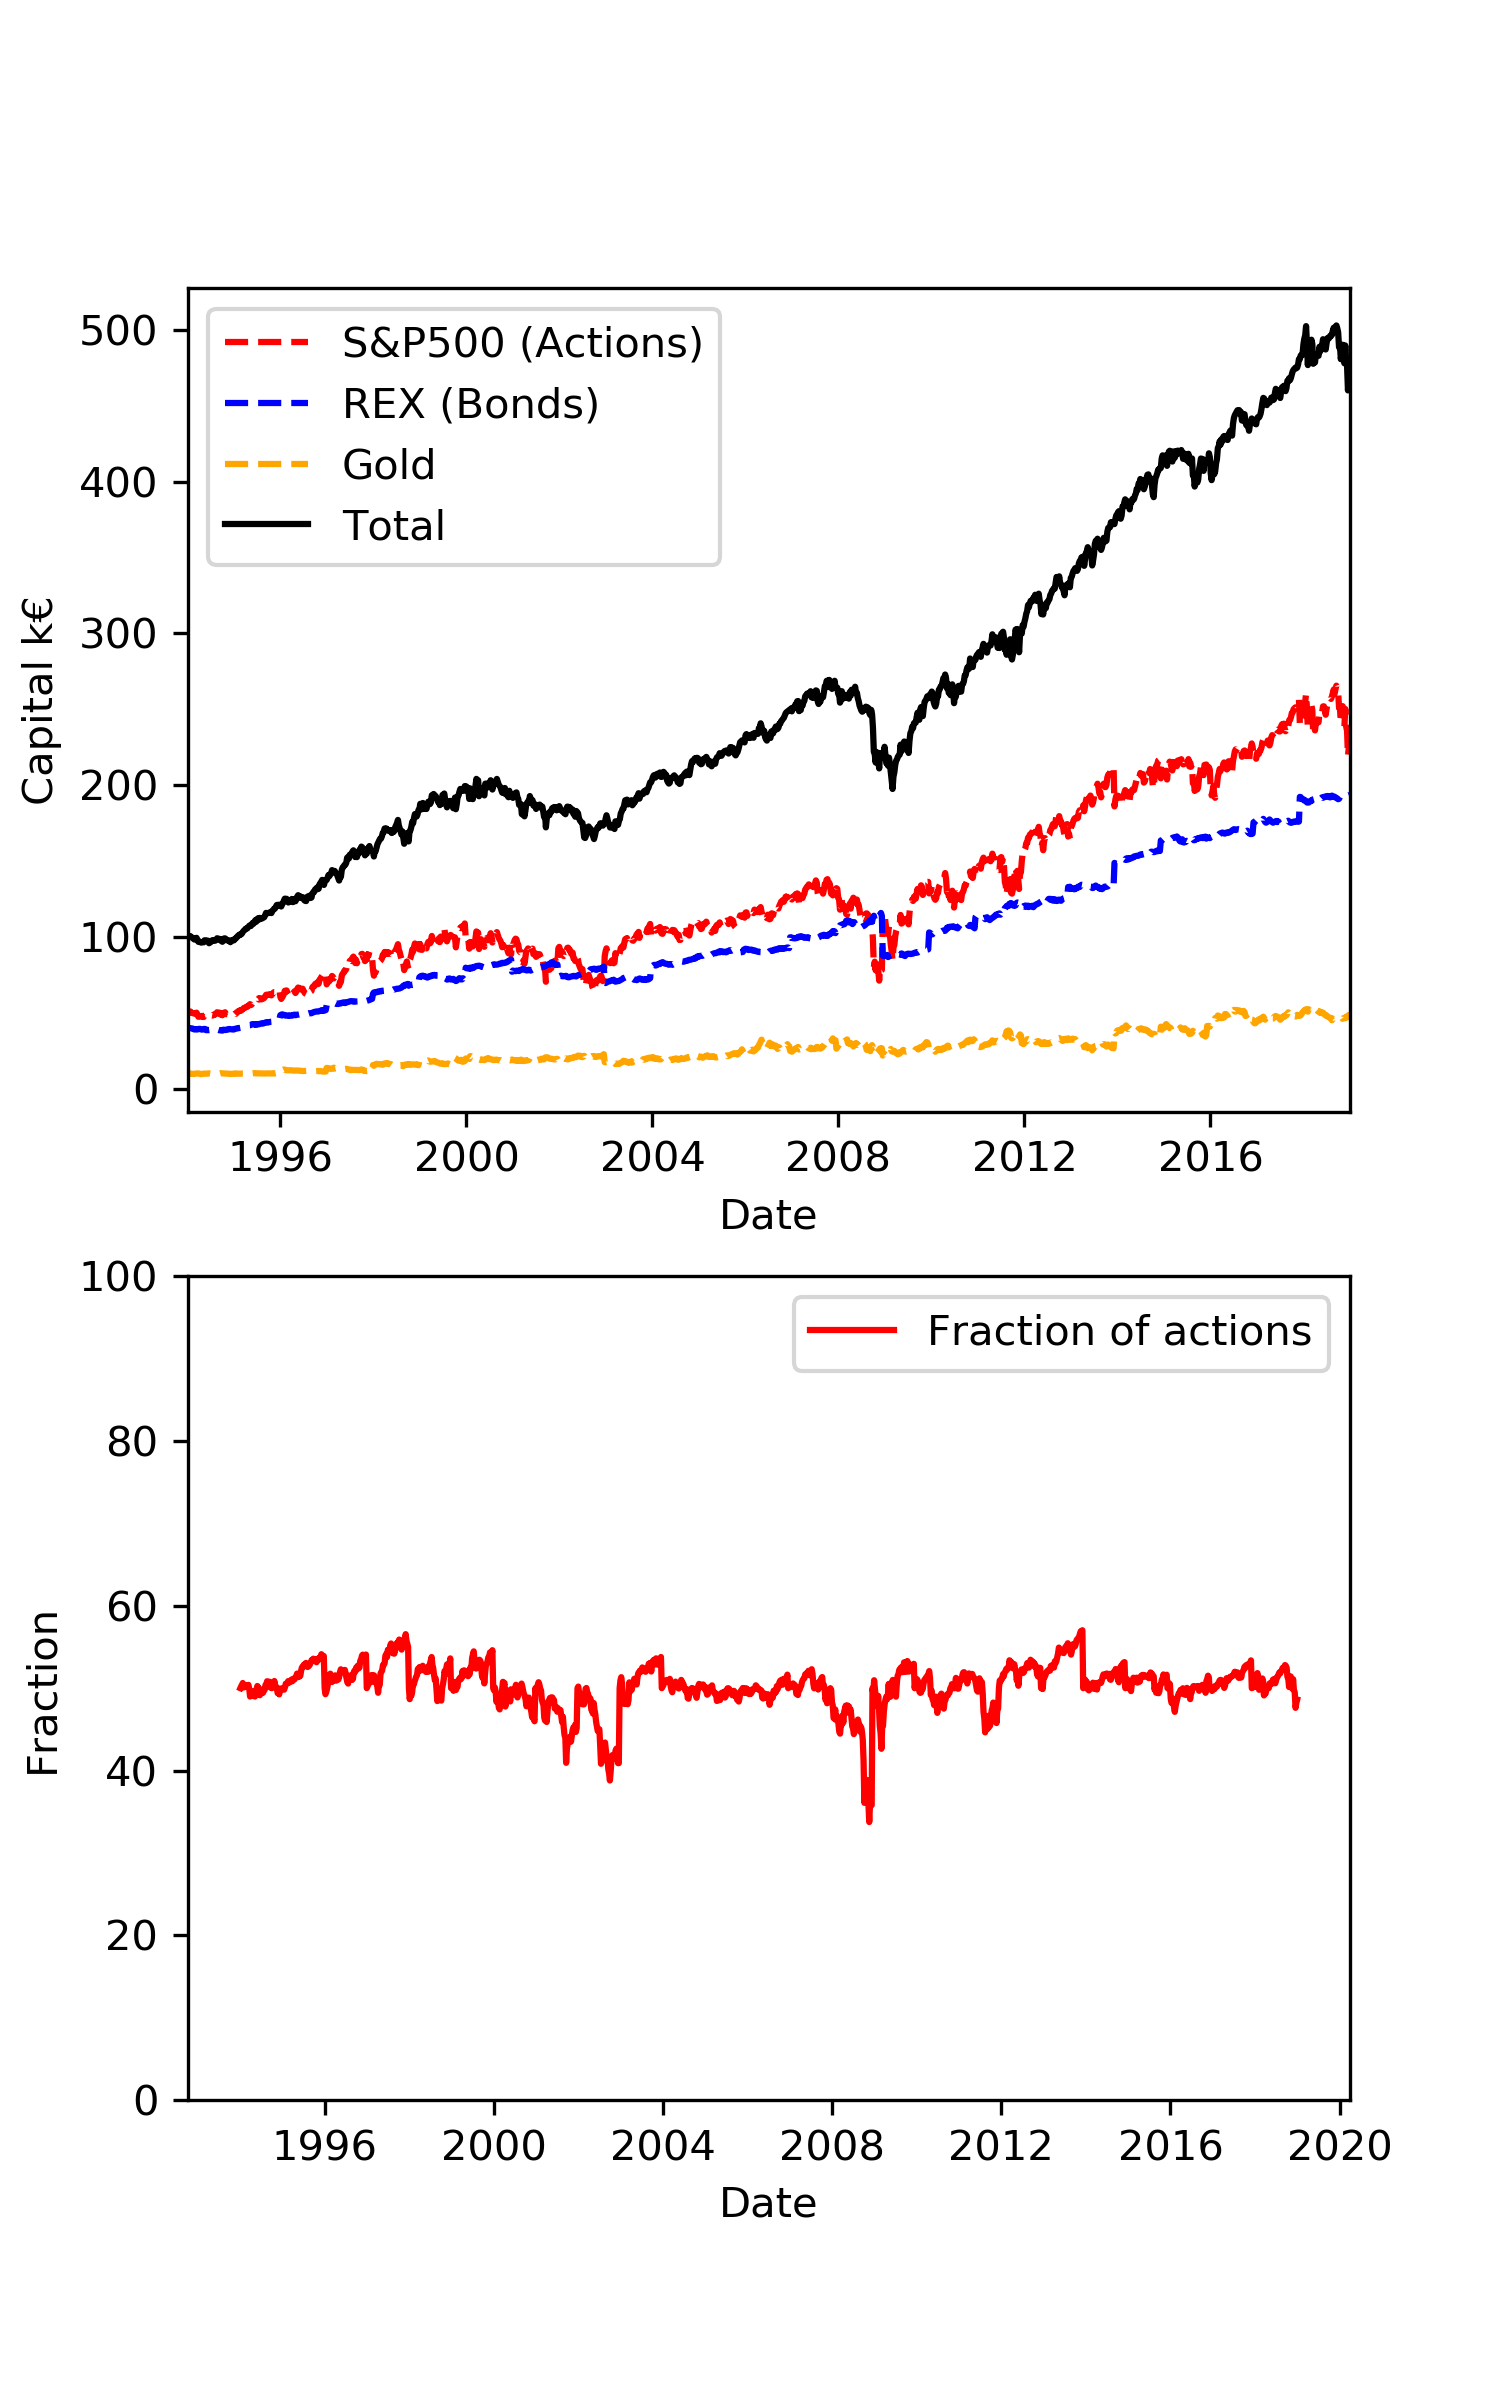 500
400
300
200
100
0
Capital k€
S&P500 (Actions)
REX (Bonds)
Gold
Total
1996 2000 2004 2008 2012 2016
Date
100
80
60
40
20
0
Fraction
Fraction of actions
1996 2000 2004 2008 2012 2016 2020
Date